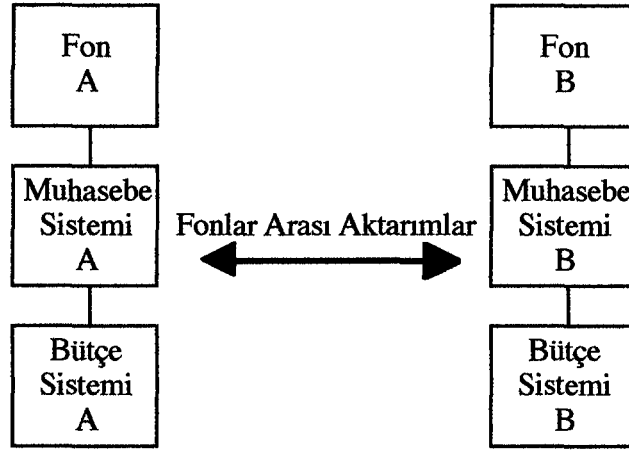 Fon
A
Muhasebe
Sistemi
A
Bütçe
Sistemi
A
Fonlar Arası Aktarımlar
Fon
B
Muhasebe
Sistemi
B
Bütçe
Sistemi
B